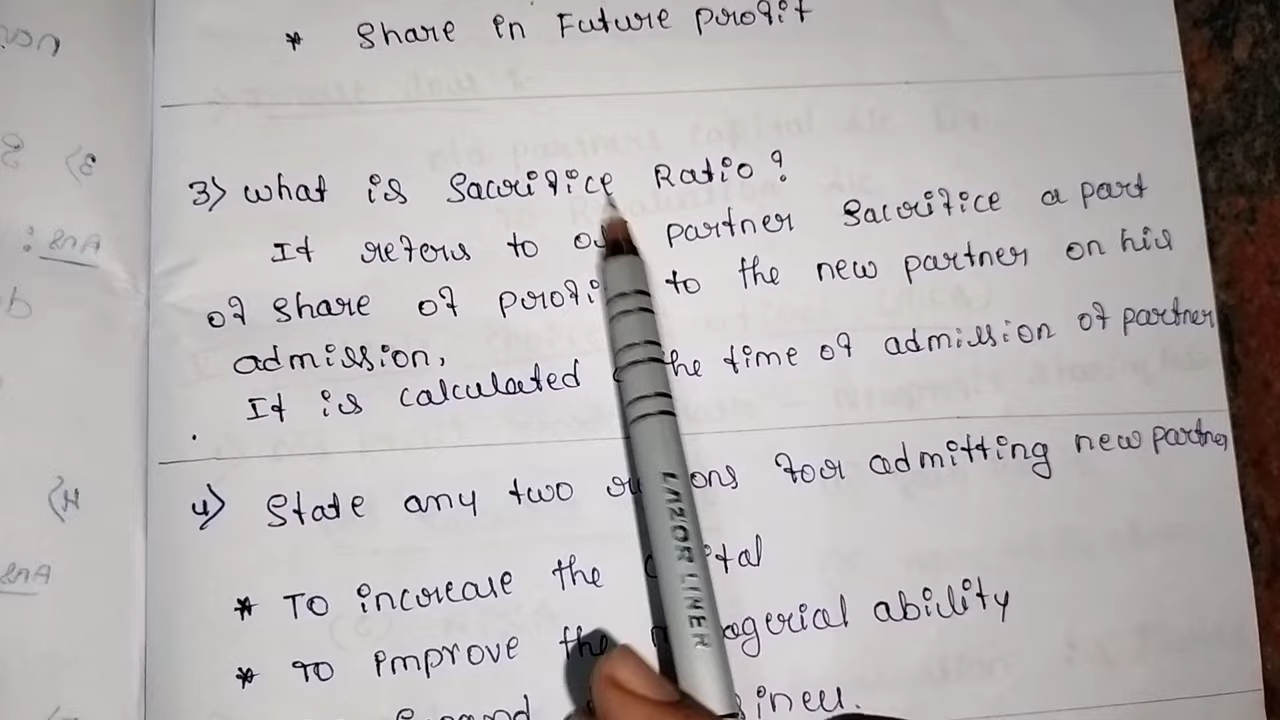 * Share in Future profit
3) What is Sacrifice Ratio?
It refers to partner Sacrifice a part
of Share of to the new partner on his
admission,
It is calculated the time of admission of partner
4) State any two for admitting new partner
* To increase the
* To improve the ability
LAZOR LINER